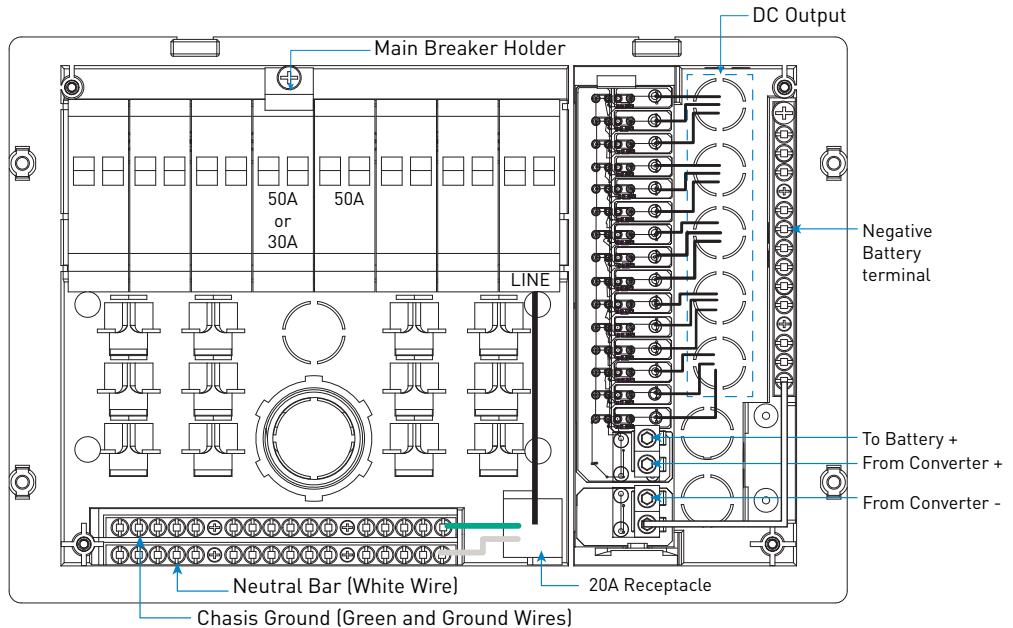 DC Output
Main Breaker Holder
50A
or
30A
50A
LINE
Negative
Battery
terminal
To Battery +
From Converter +
From Converter -
20A Receptacle
Neutral Bar (White Wire)
Chasis Ground (Green and Ground Wires)